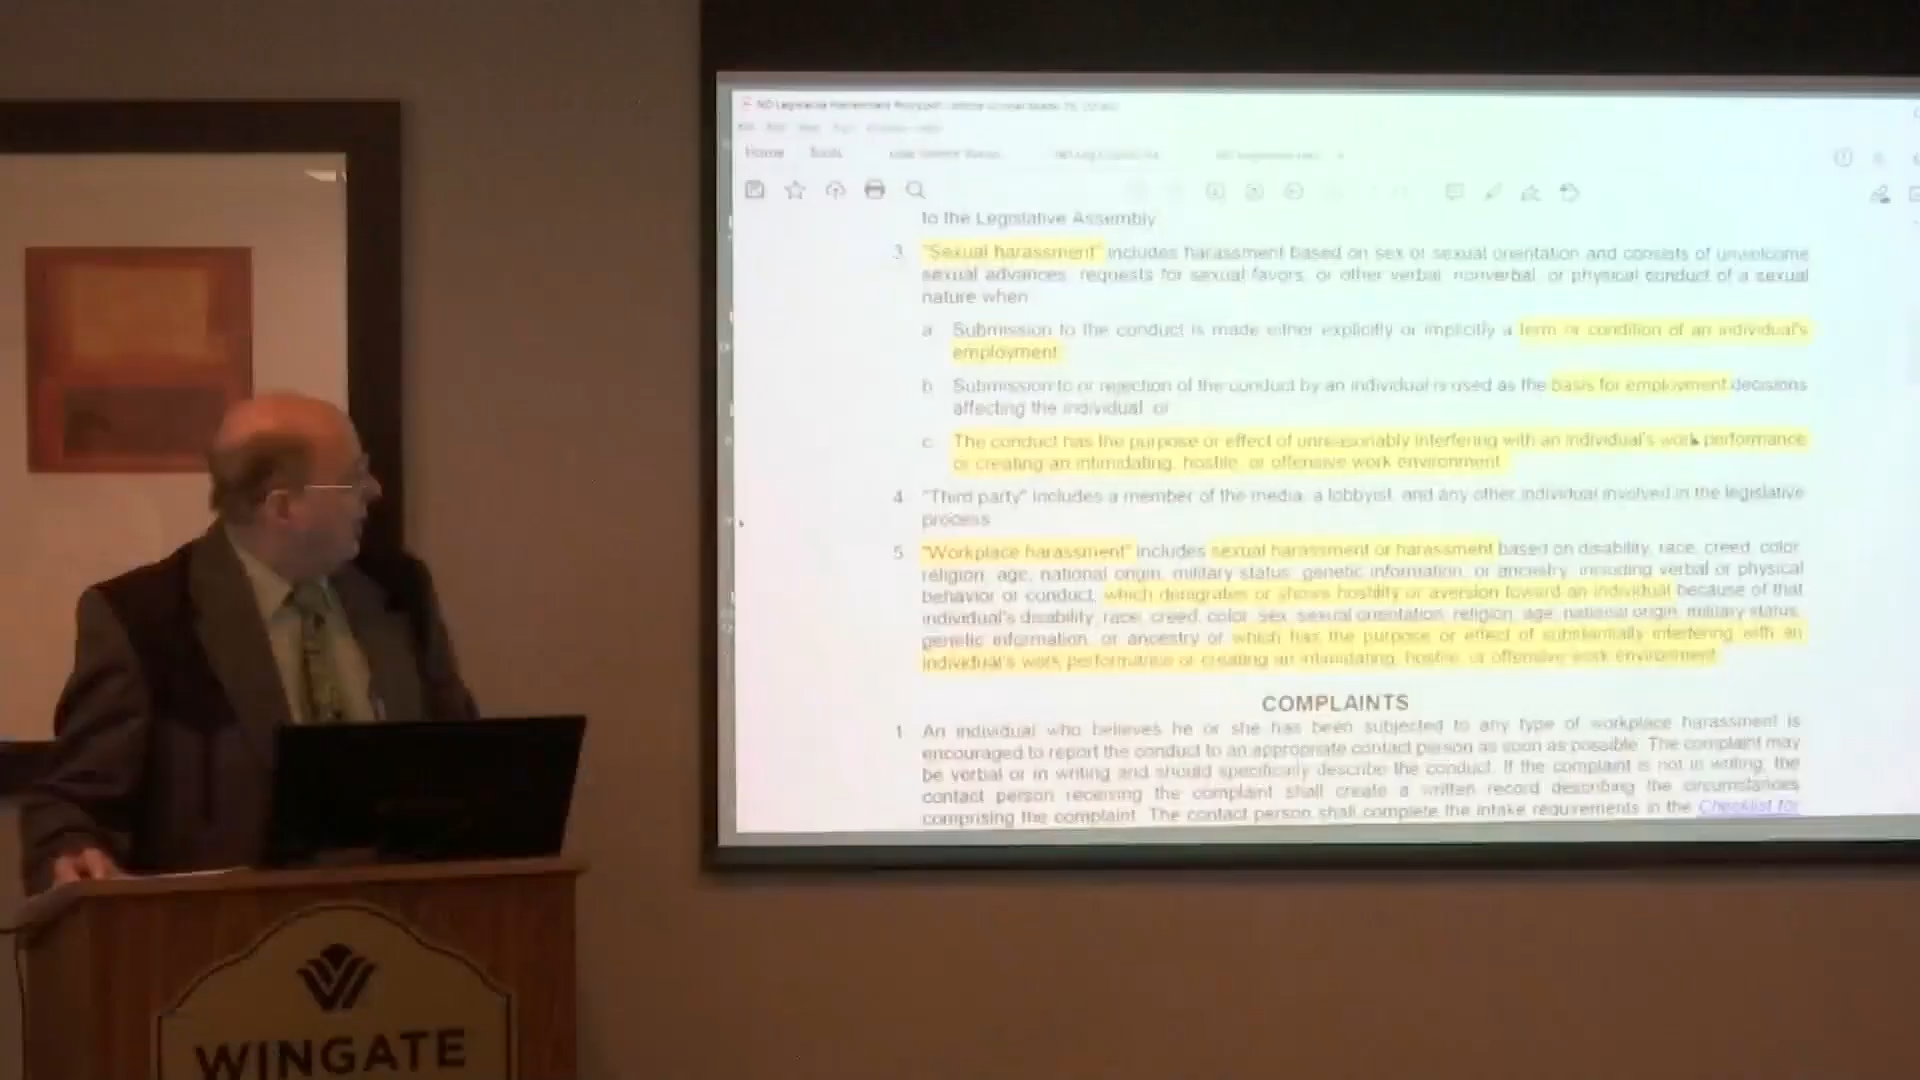 ND Legislative Harassment Policy.pdf
Home Tools
to the Legislative Assembly
3. "Sexual harassment" includes harassment based on sex or sexual orientation and consists of unwelcome
sexual advances, requests for sexual favors, or other verbal, nonverbal, or physical conduct of a sexual
nature when
a. Submission to the conduct is made either explicitly or implicitly a term or condition of an individual's
employment
b. Submission to or rejection of the conduct by an individual is used as the basis for employment decisions
affecting the individual, or
c. The conduct has the purpose or effect of unreasonably interfering with an individual's work performance
or creating an intimidating, hostile, or offensive work environment.
4. "Third party" includes a member of the media, a lobbyist, and any other individual involved in the legislative
process
5. "Workplace harassment" includes sexual harassment or harassment based on disability, race, creed, color,
religion, age, national origin, military status, genetic information, or ancestry, including verbal or physical
behavior or conduct, which denigrates or shows hostility or aversion toward an individual because of that
individual's disability, race, creed, color, sex, sexual orientation, religion, age, national origin, military status,
genetic information, or ancestry or which has the purpose or effect of substantially interfering with an
individual's work performance or creating an intimidating, hostile, or offensive work environment.
COMPLAINTS
1. An individual who believes he or she has been subjected to any type of workplace harassment is
encouraged to report the conduct to an appropriate contact person as soon as possible. The complaint may
be verbal or in writing and should specifically describe the conduct. If the complaint is not in writing, the
contact person receiving the complaint shall create a written record describing the circumstances
comprising the complaint. The contact person shall complete the intake requirements in the Checklist for
WINGATE